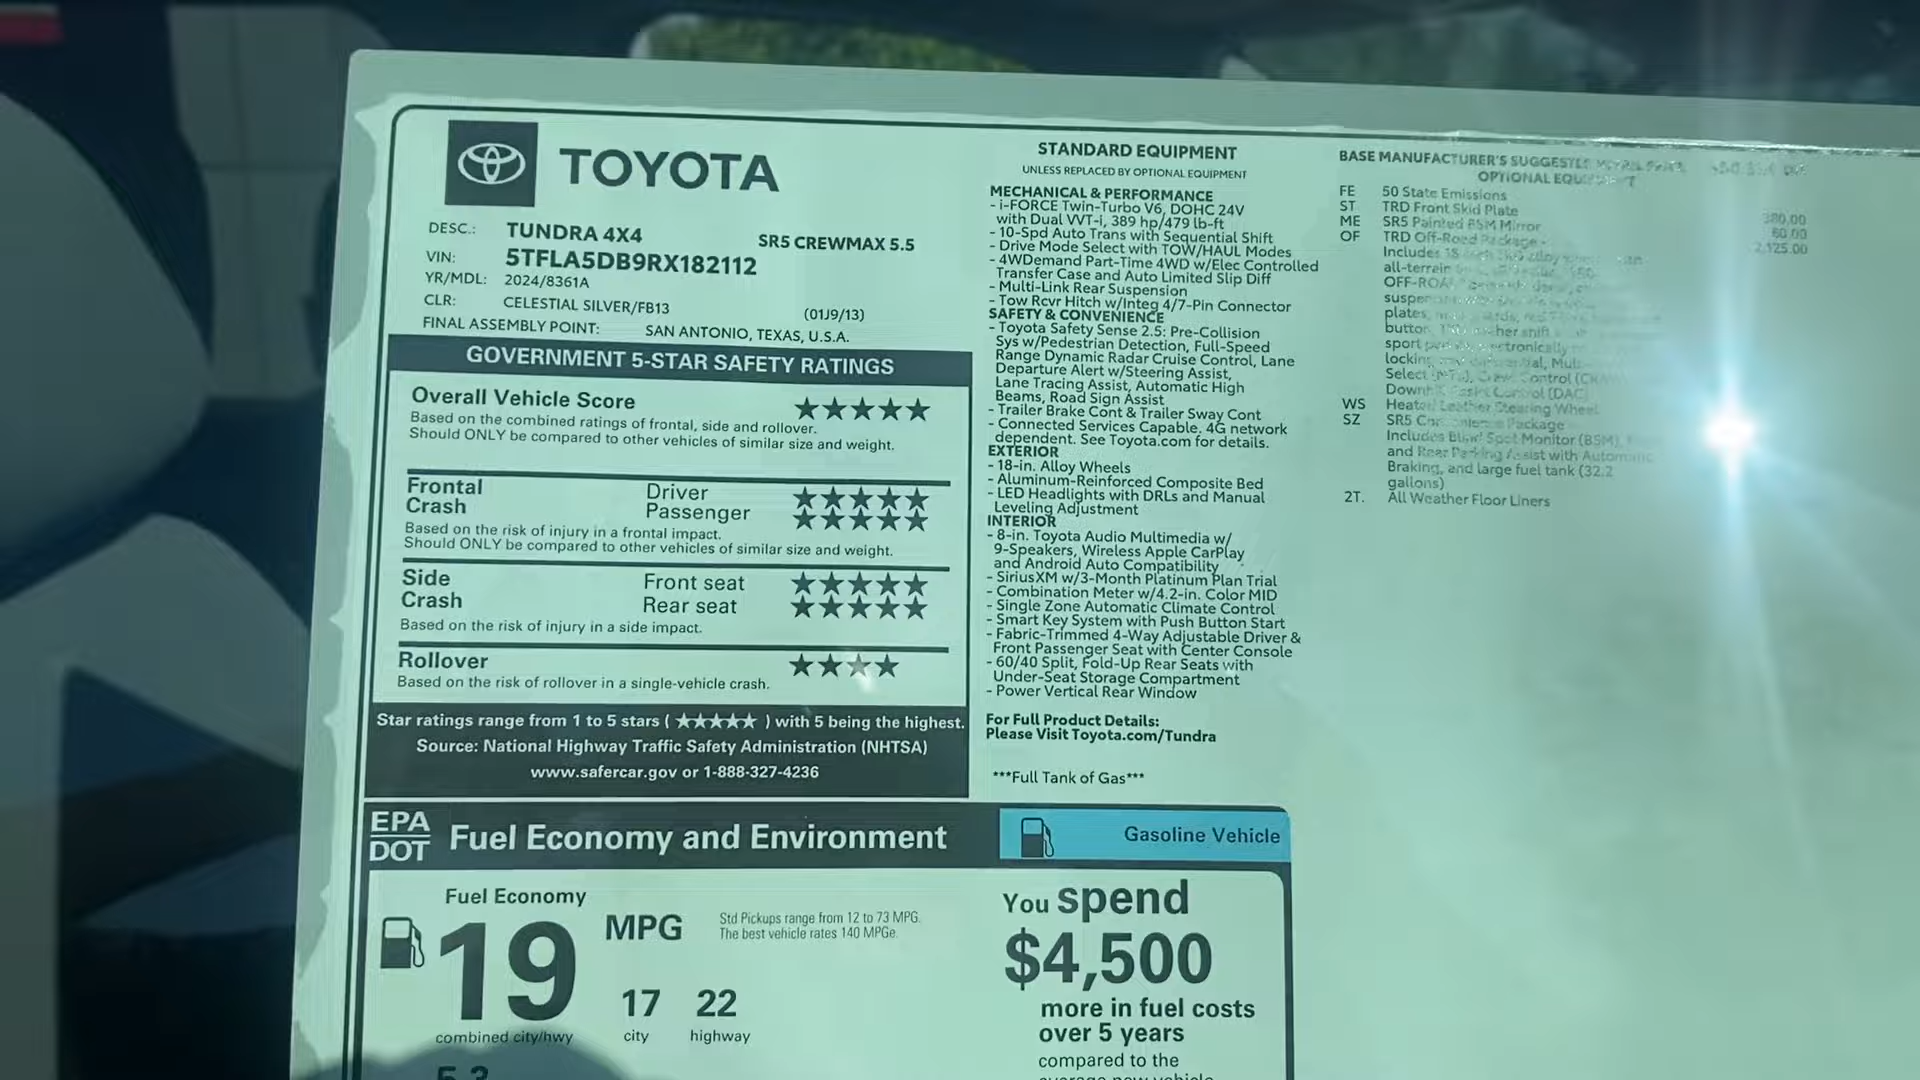 TOYOTA
DESC.: TUNDRA 4X4 SR5 CREWMAX 5.5
VIN: 5TFLA5DB9RX182112
YR/MDL: 2024/8361A
CLR: CELESTIAL SILVER/FB13 (01J9/13)
FINAL ASSEMBLY POINT: SAN ANTONIO, TEXAS, U.S.A.
GOVERNMENT 5-STAR SAFETY RATINGS
Overall Vehicle Score ★★★★★
Based on the combined ratings of frontal, side and rollover.
Should ONLY be compared to other vehicles of similar size and weight.
Frontal Driver ★★★★★
Crash Passenger ★★★★★
Based on the risk of injury in a frontal impact.
Should ONLY be compared to other vehicles of similar size and weight.
Side Front seat ★★★★★
Crash Rear seat ★★★★★
Based on the risk of injury in a side impact.
Rollover ★★★★
Based on the risk of rollover in a single-vehicle crash.
Star ratings range from 1 to 5 stars (★★★★★) with 5 being the highest.
Source: National Highway Traffic Safety Administration (NHTSA)
www.safercar.gov or 1-888-327-4236
STANDARD EQUIPMENT
UNLESS REPLACED BY OPTIONAL EQUIPMENT
MECHANICAL & PERFORMANCE
- i-FORCE Twin-Turbo V6, DOHC 24V
with Dual VVT-i, 389 hp/479 lb-ft
- 10-Spd Auto Trans with Sequential Shift
- Drive Mode Select with TOW/HAUL Modes
- 4WDemand Part-Time 4WD w/Elec Controlled
Transfer Case and Auto Limited Slip Diff
- Multi-Link Rear Suspension
- Tow Rcvr Hitch w/Integ 4/7-Pin Connector
SAFETY & CONVENIENCE
- Toyota Safety Sense 2.5: Pre-Collision
Sys w/Pedestrian Detection, Full-Speed
Range Dynamic Radar Cruise Control, Lane
Departure Alert w/Steering Assist,
Lane Tracing Assist, Automatic High
Beams, Road Sign Assist
- Trailer Brake Cont & Trailer Sway Cont
- Connected Services Capable. 4G network
dependent. See Toyota.com for details.
EXTERIOR
- 18-in. Alloy Wheels
- Aluminum-Reinforced Composite Bed
- LED Headlights with DRLs and Manual
Leveling Adjustment
INTERIOR
- 8-in. Toyota Audio Multimedia w/
9-Speakers, Wireless Apple CarPlay
and Android Auto Compatibility
- SiriusXM w/3-Month Platinum Plan Trial
- Combination Meter w/4.2-in. Color MID
- Single Zone Automatic Climate Control
- Smart Key System with Push Button Start
- Fabric-Trimmed 4-Way Adjustable Driver &
Front Passenger Seat with Center Console
- 60/40 Split, Fold-Up Rear Seats with
Under-Seat Storage Compartment
- Power Vertical Rear Window
For Full Product Details:
Please Visit Toyota.com/Tundra
***Full Tank of Gas***
BASE MANUFACTURER'S
OPTIONAL
FE 50 State Emissions
ST TRD Front Skid Plate
ME SR5 Painted BSM Mirror 60.00
OF TRD Off-Road Package 2,125.00
Includes
all-terrain
plates,
button, shift
sport
Select Control
Control (DAC)
WS Heated Leather Steering Wheel
SZ SR5 Package
Includes Blind Spot Monitor (BSM),
and Rear Parking Assist with Automatic
Braking, and large fuel tank (32.2
gallons)
2T. All Weather Floor Liners
EPA
DOT
Fuel Economy and Environment
Gasoline Vehicle
Fuel Economy
19 MPG
Std Pickups range from 12 to 73 MPG.
The best vehicle rates 140 MPGe.
17 22
combined city/hwy city highway
You spend
$4,500
more in fuel costs
over 5 years
compared to the